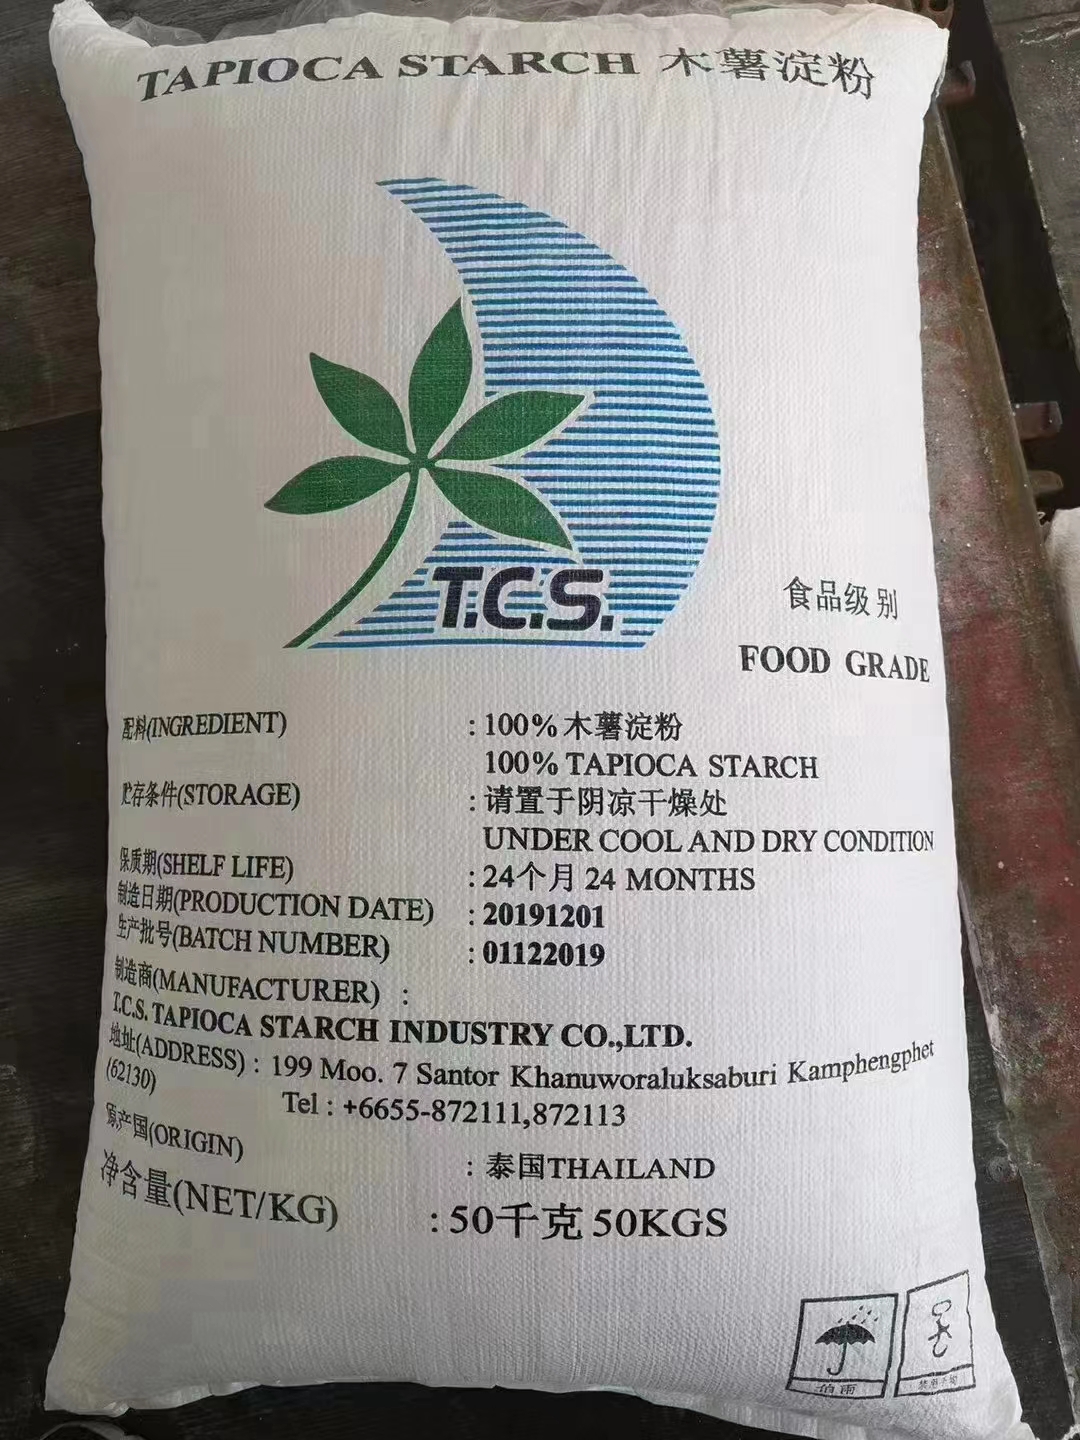 TAPIOCA STARCH 木薯淀粉
T.C.S.
食品级别
FOOD GRADE
配料(INGREDIENT) : 100%木薯淀粉
100% TAPIOCA STARCH
贮存条件(STORAGE) : 请置于阴凉干燥处
UNDER COOL AND DRY CONDITION
保质期(SHELF LIFE) : 24个月 24 MONTHS
制造日期(PRODUCTION DATE) : 20191201
生产批号(BATCH NUMBER) : 01122019
制造商(MANUFACTURER) :
T.C.S. TAPIOCA STARCH INDUSTRY CO.,LTD.
地址(ADDRESS) : 199 Moo. 7 Santor Khanuworaluksaburi Kamphengphet
(62130)
Tel : +6655-872111,872113
原产国(ORIGIN) : 泰国THAILAND
净含量(NET/KG) : 50千克 50KGS
怕雨